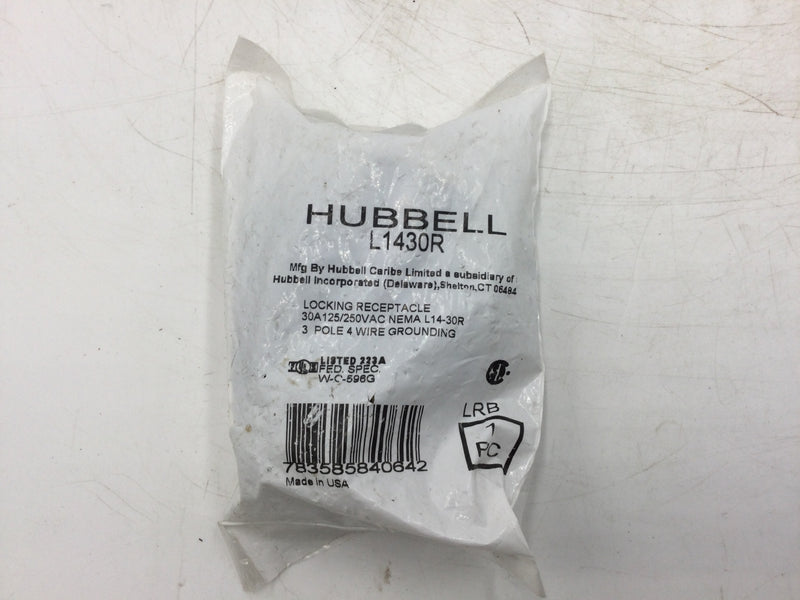 HUBBELL
L1430R
Mfg By Hubbell Caribe Limited a subsidiary of
Hubbell Incorporated (Delaware),Shelton,CT 06484
LOCKING RECEPTACLE
30A125/250VAC NEMA L14-30R
3 POLE 4 WIRE GROUNDING
LISTED 223A
FED. SPEC.
W-C-596G
LRB
1
PC
783585840642
Made in USA